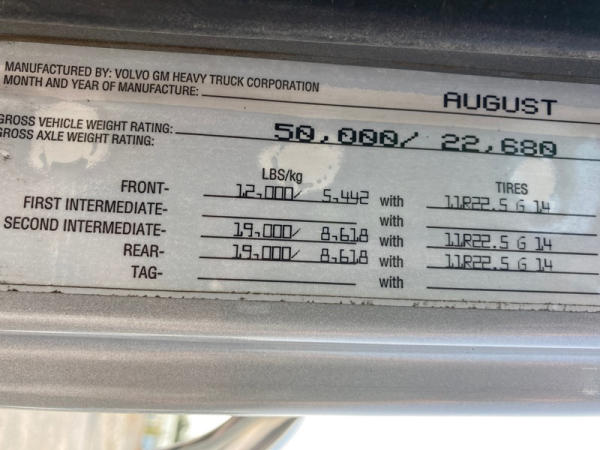 MANUFACTURED BY: VOLVO GM HEAVY TRUCK CORPORATION
MONTH AND YEAR OF MANUFACTURE: AUGUST
GROSS VEHICLE WEIGHT RATING: 50,000/ 22,680
GROSS AXLE WEIGHT RATING:
LBS/kg TIRES
FRONT- 12,000/ 5,442 with 11R22.5 G 14
FIRST INTERMEDIATE- with
SECOND INTERMEDIATE- 19,000/ 8,618 with 11R22.5 G 14
REAR- 19,000/ 8,618 with 11R22.5 G 14
TAG- with